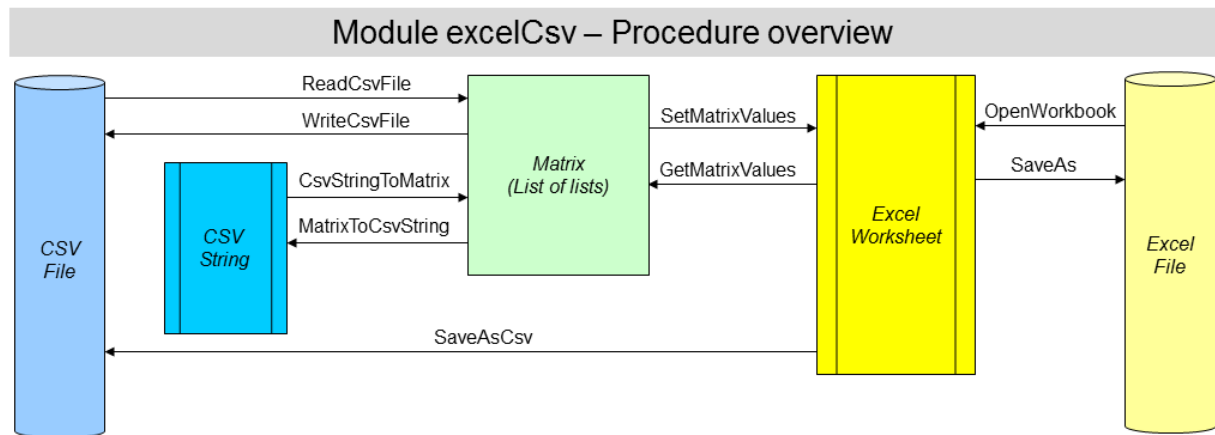 Module excelCsv – Procedure overview
ReadCsvFile
WriteCsvFile
SetMatrixValues
OpenWorkbook
Matrix
(List of lists)
GetMatrixValues
SaveAs
CsvStringToMatrix
MatrixToCsvString
CSV
String
CSV
File
Excel
Worksheet
Excel
File
SaveAsCsv